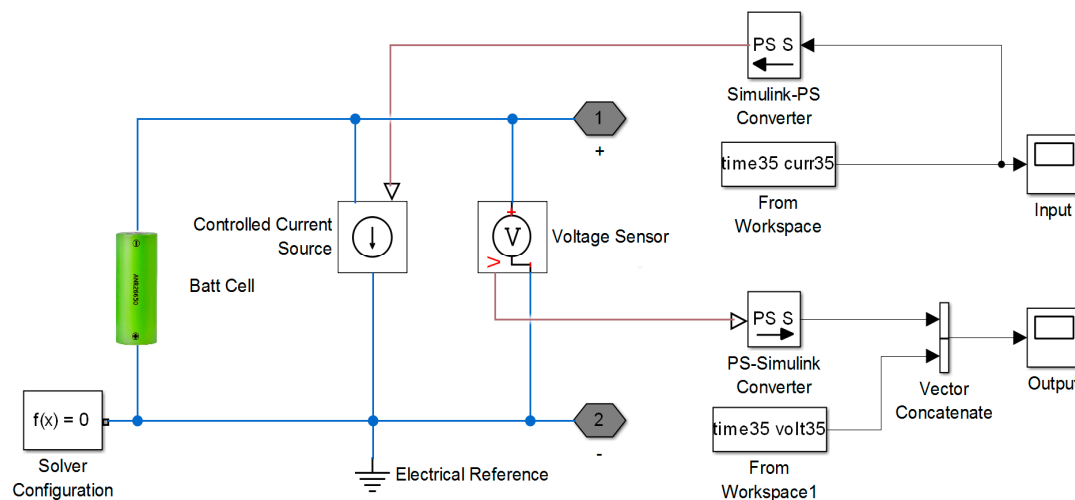 PS S
Simulink-PS
Converter
1
+
time35 curr35
From
Workspace
Input
Controlled Current
Source
V
Voltage Sensor
+
-
V
ANR26650
Batt Cell
PS S
PS-Simulink
Converter
Vector
Concatenate
Output
f(x) = 0
Solver
Configuration
2
-
Electrical Reference
time35 volt35
From
Workspace1